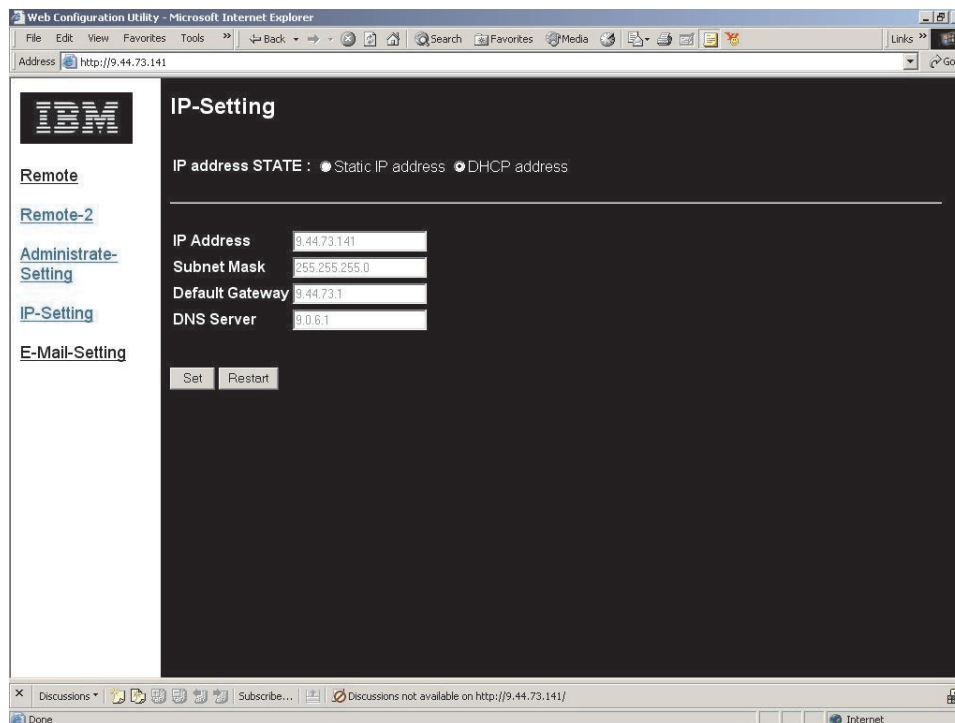 Web Configuration Utility - Microsoft Internet Explorer
File Edit View Favorites Tools » Back Search Favorites Media Links »
Address http://9.44.73.141 Go
IBM
IP-Setting
IP address STATE : Static IP address DHCP address
Remote
Remote-2
Administrate-
Setting
IP-Setting
E-Mail-Setting
IP Address 9.44.73.141
Subnet Mask 255.255.255.0
Default Gateway 9.44.73.1
DNS Server 9.0.6.1
Set Restart
Discussions Subscribe... Discussions not available on http://9.44.73.141/
Done Internet